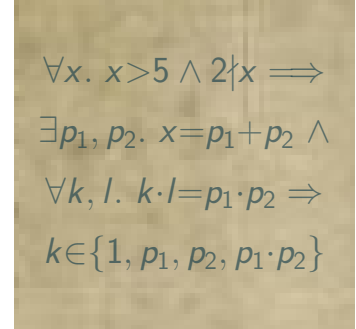 ∀x. x>5 ∧ 2∤x ⟹
∃p₁, p₂. x=p₁+p₂ ∧
∀k, l. k·l=p₁·p₂ ⇒
k∈{1, p₁, p₂, p₁·p₂}